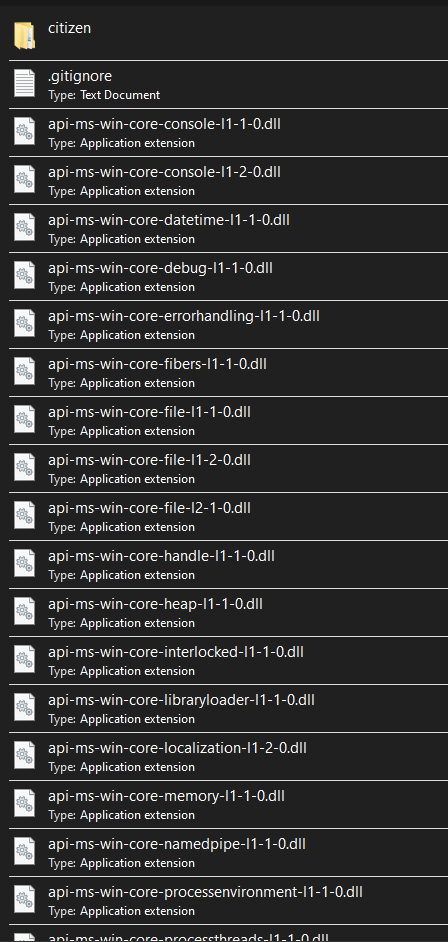 citizen
.gitignore
Type: Text Document
api-ms-win-core-console-l1-1-0.dll
Type: Application extension
api-ms-win-core-console-l1-2-0.dll
Type: Application extension
api-ms-win-core-datetime-l1-1-0.dll
Type: Application extension
api-ms-win-core-debug-l1-1-0.dll
Type: Application extension
api-ms-win-core-errorhandling-l1-1-0.dll
Type: Application extension
api-ms-win-core-fibers-l1-1-0.dll
Type: Application extension
api-ms-win-core-file-l1-1-0.dll
Type: Application extension
api-ms-win-core-file-l1-2-0.dll
Type: Application extension
api-ms-win-core-file-l2-1-0.dll
Type: Application extension
api-ms-win-core-handle-l1-1-0.dll
Type: Application extension
api-ms-win-core-heap-l1-1-0.dll
Type: Application extension
api-ms-win-core-interlocked-l1-1-0.dll
Type: Application extension
api-ms-win-core-libraryloader-l1-1-0.dll
Type: Application extension
api-ms-win-core-localization-l1-2-0.dll
Type: Application extension
api-ms-win-core-memory-l1-1-0.dll
Type: Application extension
api-ms-win-core-namedpipe-l1-1-0.dll
Type: Application extension
api-ms-win-core-processenvironment-l1-1-0.dll
Type: Application extension
api-ms-win-core-processthreads-l1-1-0.dll